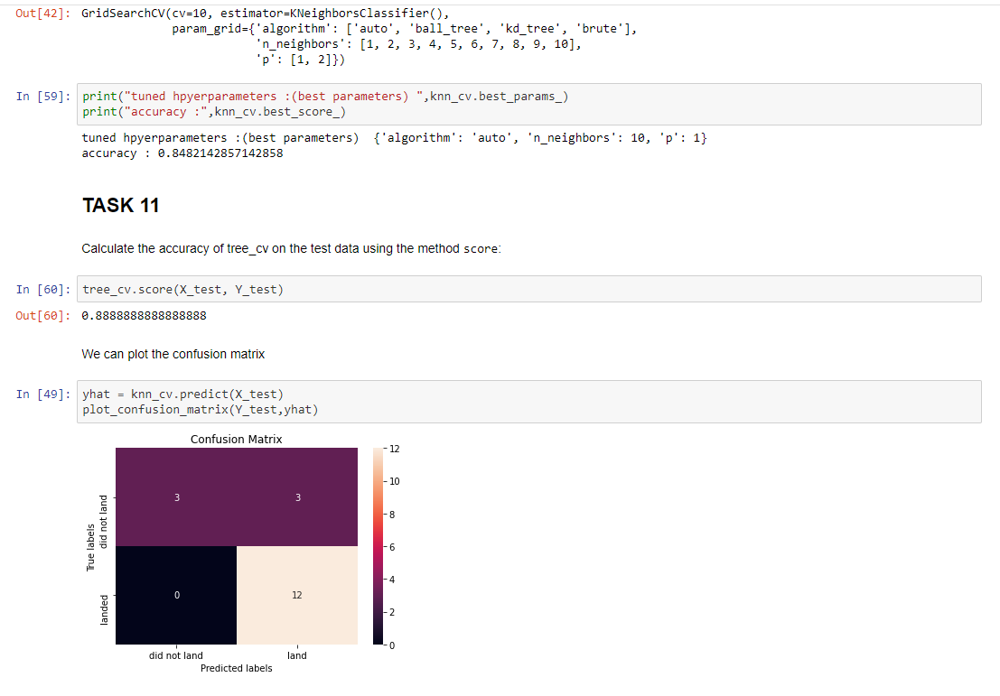 Out[42]: GridSearchCV(cv=10, estimator=KNeighborsClassifier(),
param_grid={'algorithm': ['auto', 'ball_tree', 'kd_tree', 'brute'],
'n_neighbors': [1, 2, 3, 4, 5, 6, 7, 8, 9, 10],
'p': [1, 2]})
In [59]: print("tuned hpyerparameters :(best parameters) ",knn_cv.best_params_)
print("accuracy :",knn_cv.best_score_)
tuned hpyerparameters :(best parameters)  {'algorithm': 'auto', 'n_neighbors': 10, 'p': 1}
accuracy : 0.8482142857142858
TASK 11
Calculate the accuracy of tree_cv on the test data using the method score:
In [60]: tree_cv.score(X_test, Y_test)
Out[60]: 0.8888888888888888
We can plot the confusion matrix
In [49]: yhat = knn_cv.predict(X_test)
plot_confusion_matrix(Y_test,yhat)
Confusion Matrix
True labels
did not land
landed
3 3
0 12
did not land land
Predicted labels
12
10
8
6
4
2
0